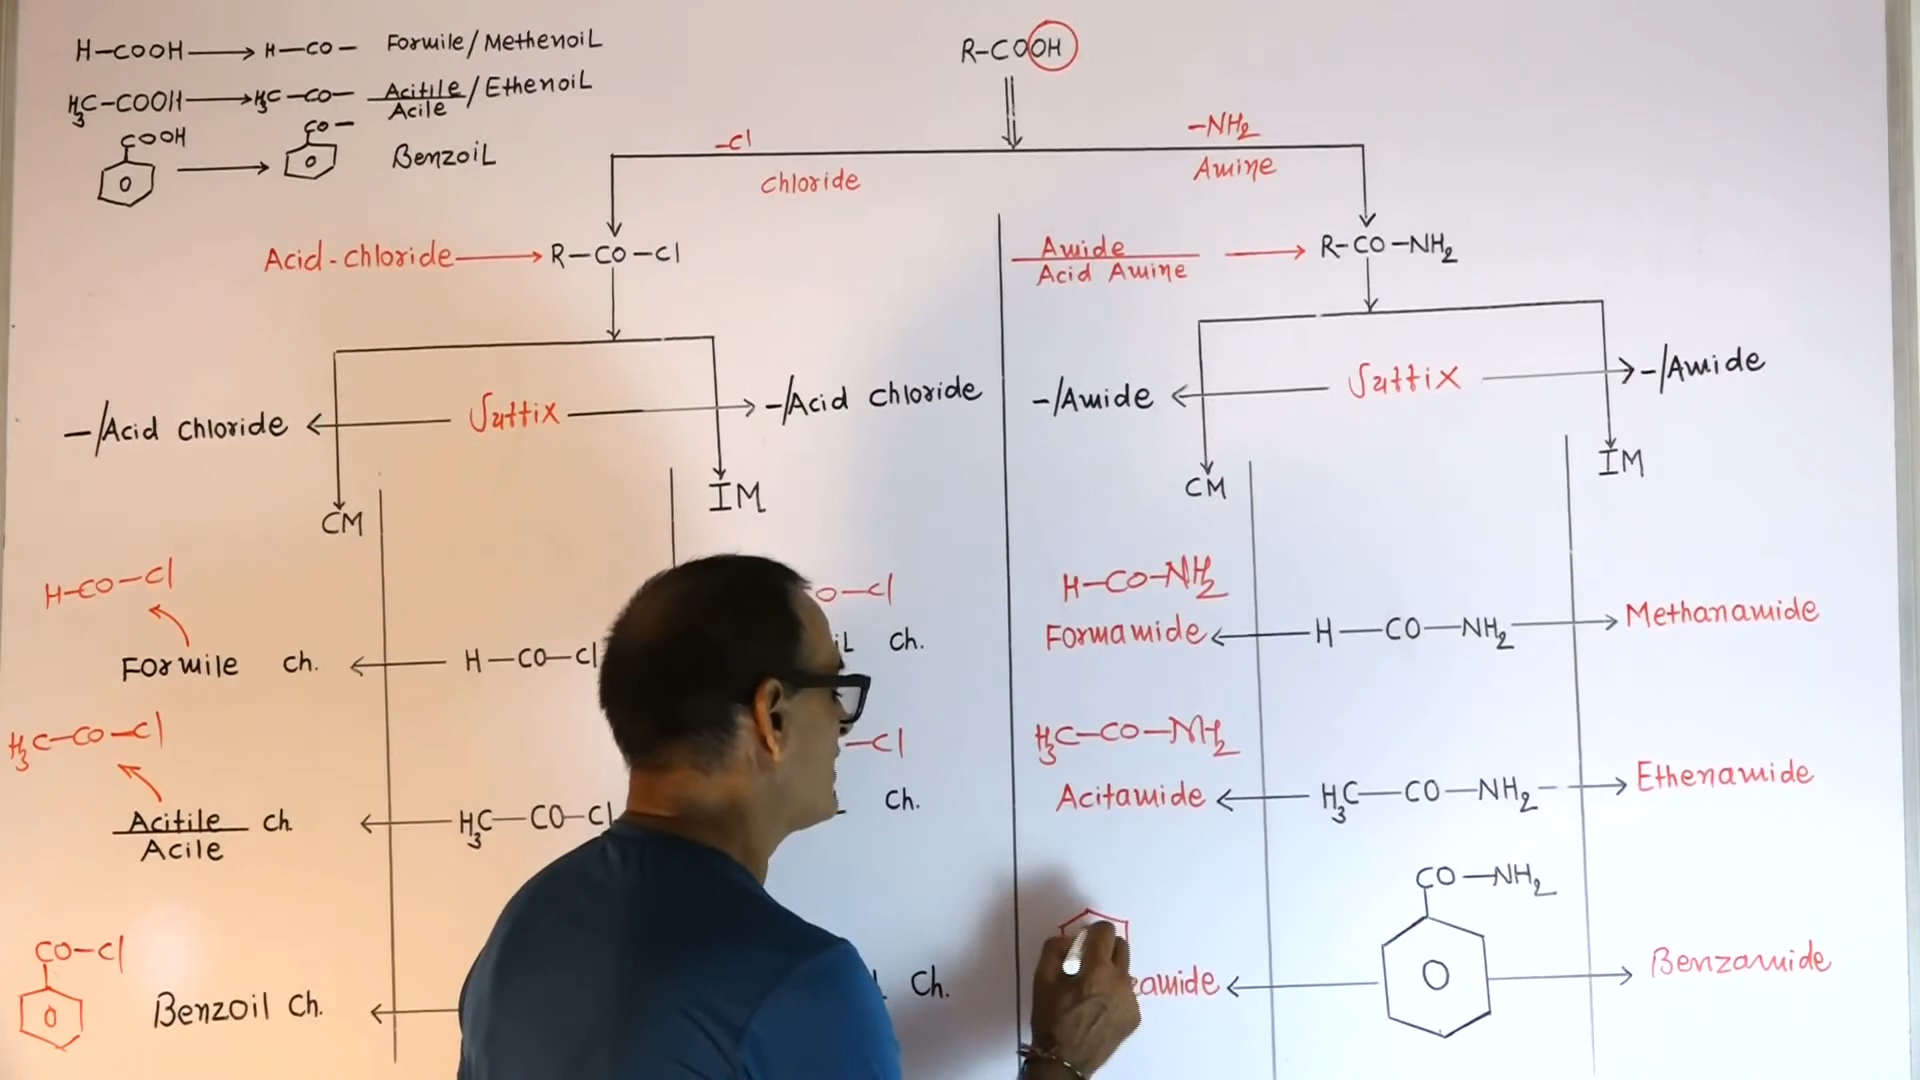 H-COOH → H-CO- Formile/MethenoiL
H₃C-COOH → H₃C-CO- Acitile/EthenoiL
Acile
COOH → CO- BenzoiL
R-COOH
-Cl
Chloride
-NH₂
Amine
Acid-chloride → R-CO-Cl
Amide → R-CO-NH₂
Acid Amine
-/Acid chloride ← Suffix → -/Acid chloride
-/Amide ← Suffix → -/Amide
CM
IM
CM
IM
H-CO-Cl
Formile ch. ← H-CO-Cl
O-Cl
iL Ch.
H-CO-NH₂
Formamide ← H-CO-NH₂ → Methanamide
H₃C-CO-Cl
Acitile ch ← H₃C-CO-Cl
Acile
-Cl
Ch.
H₃C-CO-NH₂
Acitamide ← H₃C-CO-NH₂ → Ethenamide
CO-Cl
Benzoil Ch. ←
Ch.
CO-NH₂
amide ← → Benzamide